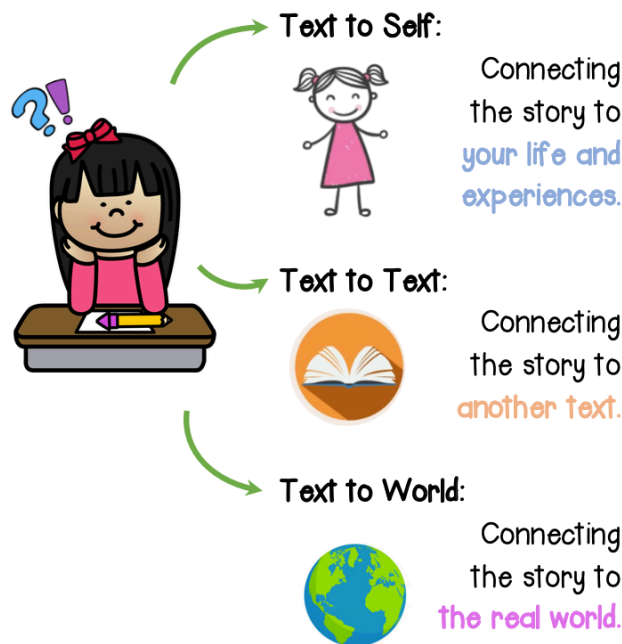 Text to Self:
Connecting
the story to
your life and
experiences.
Text to Text:
Connecting
the story to
another text.
Text to World:
Connecting
the story to
the real world.